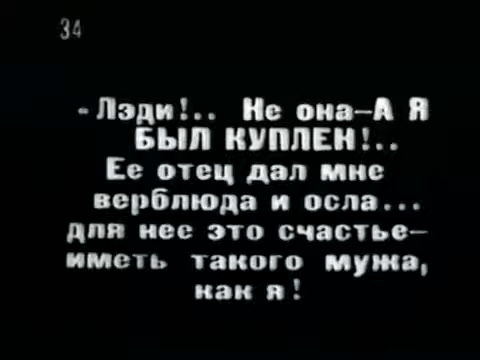 34
- Лэди!.. Не она—А Я
БЫЛ КУПЛЕН!..
Ее отец дал мне
верблюда и осла...
для нее это счастье—
иметь такого мужа,
как я!